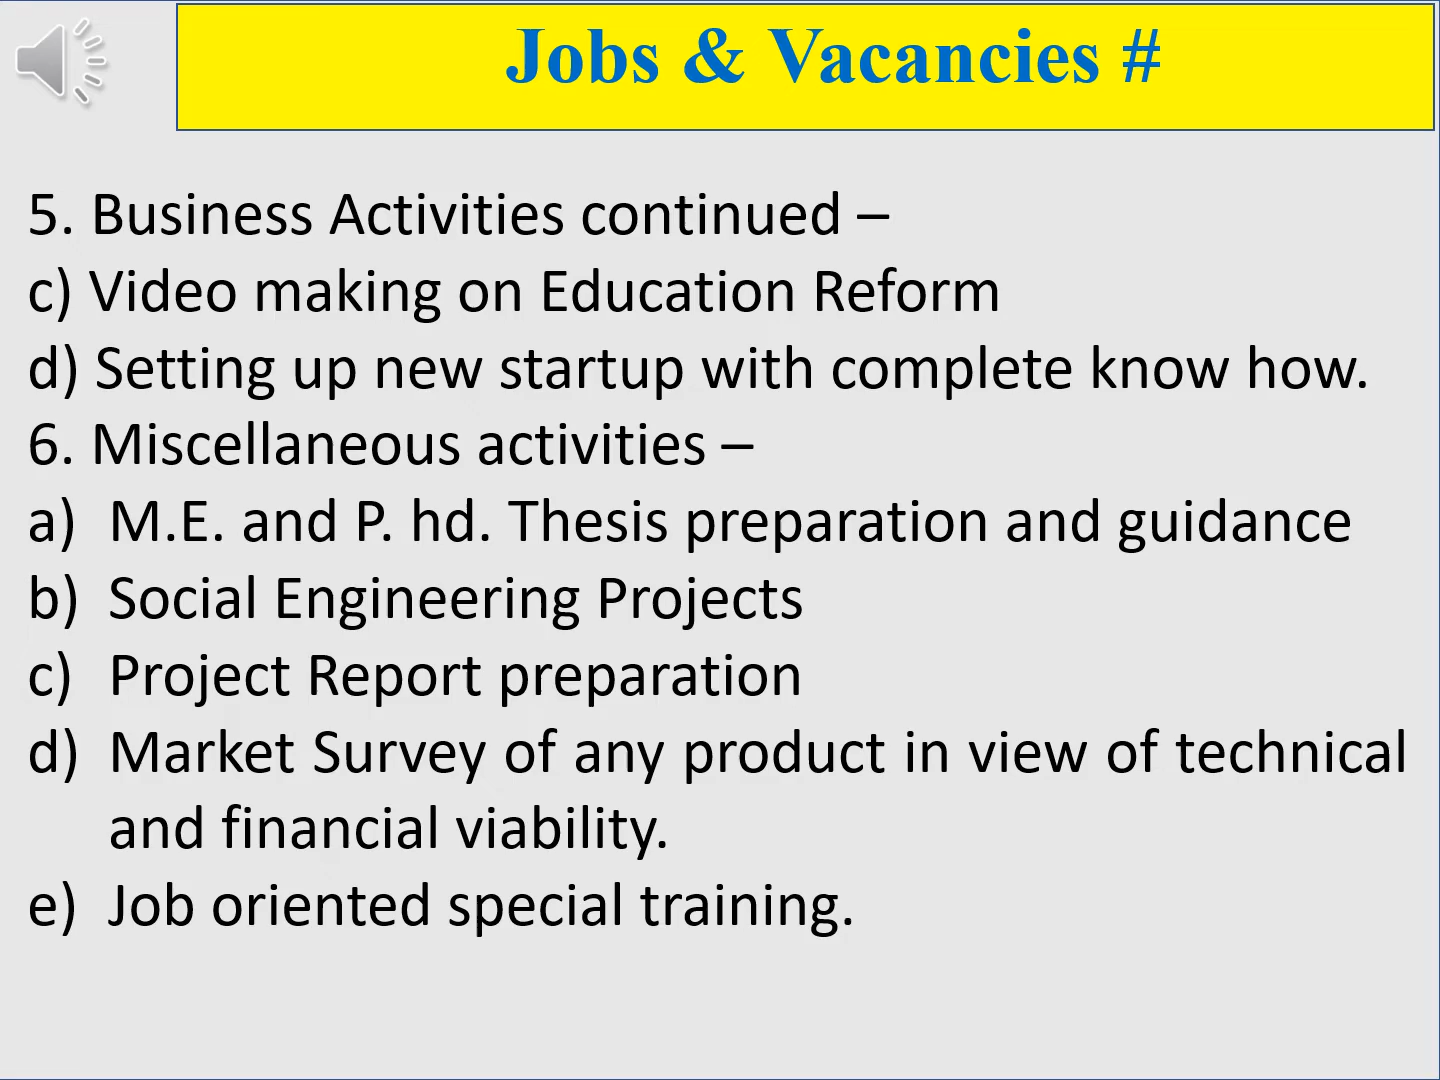 Jobs & Vacancies #
5. Business Activities continued –
c) Video making on Education Reform
d) Setting up new startup with complete know how.
6. Miscellaneous activities –
a) M.E. and P. hd. Thesis preparation and guidance
b) Social Engineering Projects
c) Project Report preparation
d) Market Survey of any product in view of technical
and financial viability.
e) Job oriented special training.